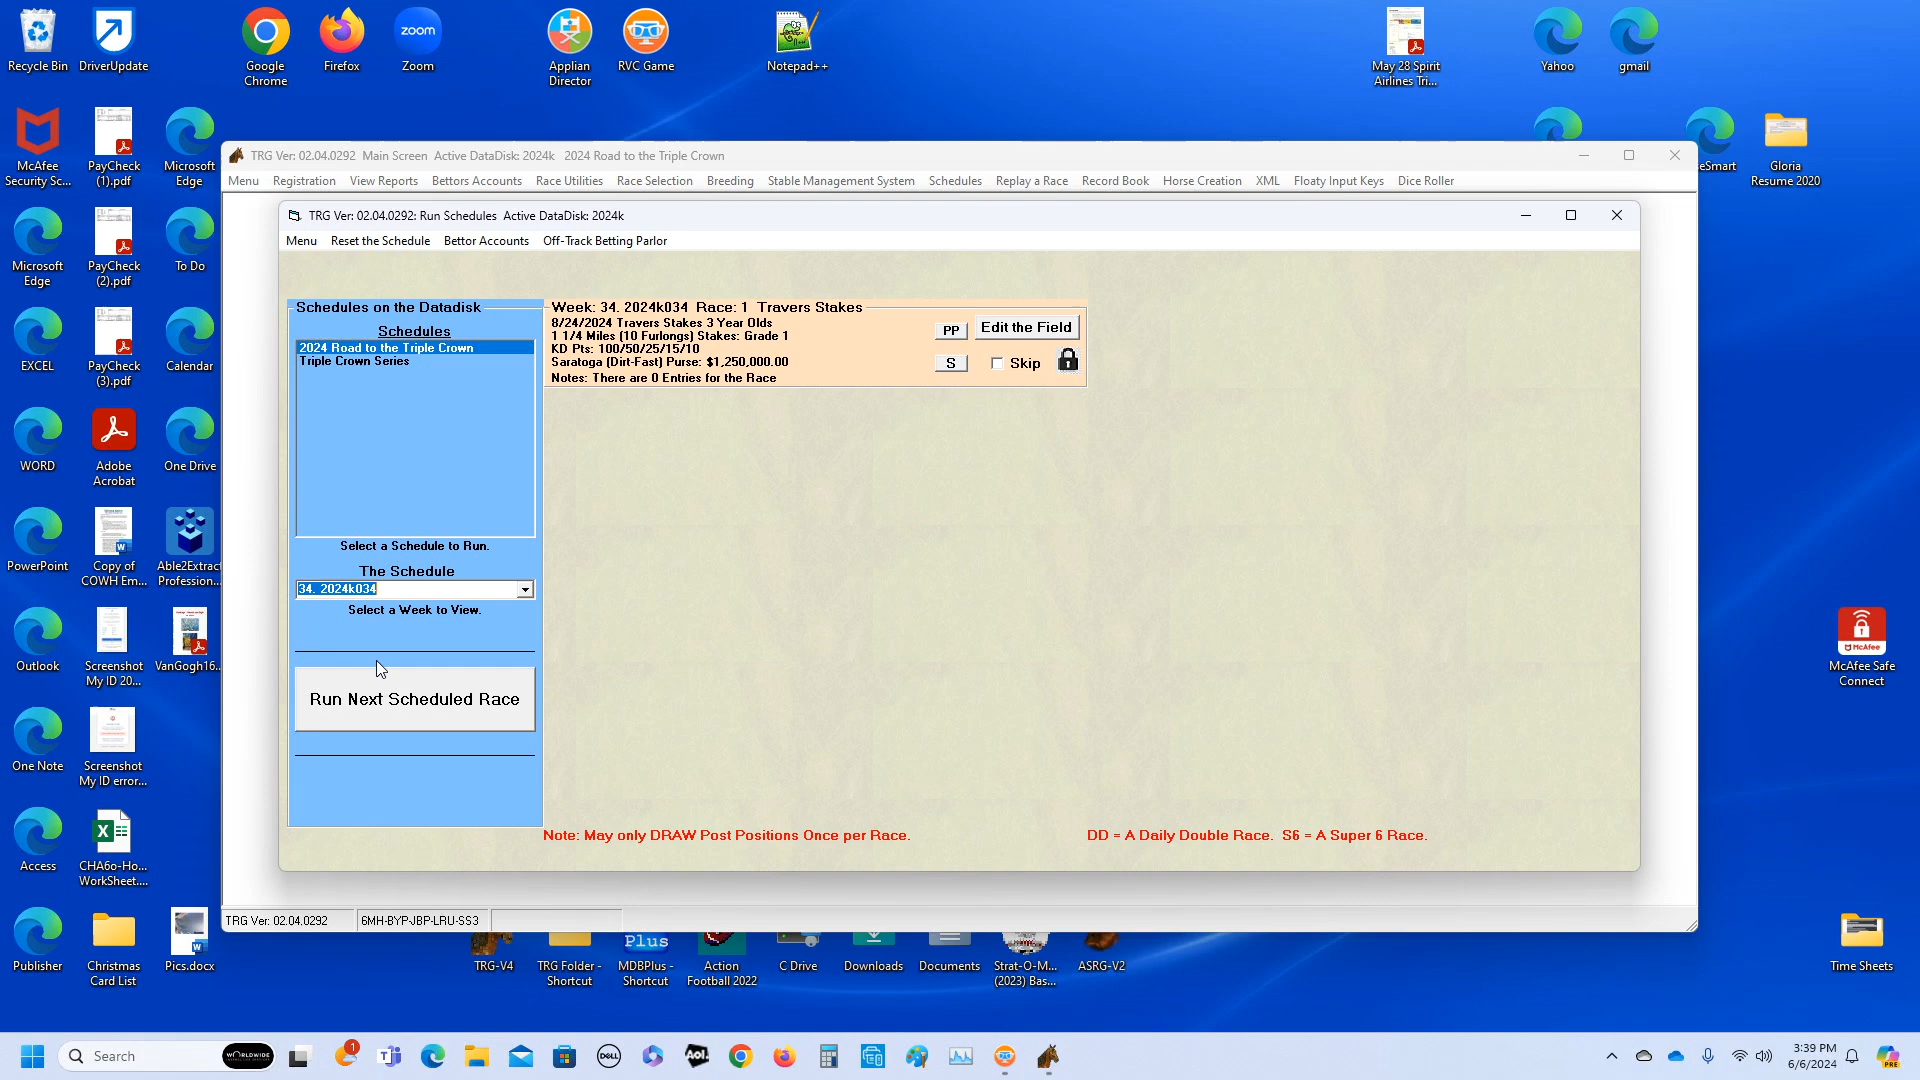 Recycle Bin
DriverUpdate
Google
Chrome
Firefox
zoom
Zoom
Applian
Director
RVC Game
Notepad++
May 28 Spirit
Airlines Tri...
Yahoo
gmail
McAfee
Security Sc...
PayCheck
(1).pdf
Microsoft
Edge
Gloria
Resume 2020
TRG Ver: 02.04.0292  Main Screen  Active DataDisk: 2024k   2024 Road to the Triple Crown
Menu  Registration  View Reports  Bettors Accounts  Race Utilities  Race Selection  Breeding  Stable Management System  Schedules  Replay a Race  Record Book  Horse Creation  XML  Floaty Input Keys  Dice Roller
TRG Ver: 02.04.0292: Run Schedules  Active DataDisk: 2024k
Menu  Reset the Schedule  Bettor Accounts  Off-Track Betting Parlor
Schedules on the Datadisk
Schedules
2024 Road to the Triple Crown
Triple Crown Series
Select a Schedule to Run.
The Schedule
34. 2024k034
Select a Week to View.
Run Next Scheduled Race
Week: 34. 2024k034  Race: 1  Travers Stakes
8/24/2024 Travers Stakes 3 Year Olds
1 1/4 Miles (10 Furlongs) Stakes: Grade 1
KD Pts: 100/50/25/15/10
Saratoga (Dirt-Fast) Purse: $1,250,000.00
Notes: There are 0 Entries for the Race
PP
Edit the Field
S
Skip
Note: May only DRAW Post Positions Once per Race.
DD = A Daily Double Race.  S6 = A Super 6 Race.
TRG Ver: 02.04.0292
6MH-BYP-JBP-LRU-SS3
Microsoft
Edge
PayCheck
(2).pdf
To Do
EXCEL
PayCheck
(3).pdf
Calendar
WORD
Adobe
Acrobat
One Drive
PowerPoint
Copy of
COWH Em...
Able2Extract
Profession...
Outlook
Screenshot
My ID 20...
VanGogh16...
One Note
Screenshot
My ID error...
Access
CHA6o-Ho...
WorkSheet....
Publisher
Christmas
Card List
Pics.docx
TRG-V4
TRG Folder -
Shortcut
Plus
MDBPlus -
Shortcut
Action
Football 2022
C Drive
Downloads
Documents
Strat-O-M...
(2023) Bas...
ASRG-V2
McAfee
McAfee Safe
Connect
Time Sheets
Search
WORLDWIDE
1
DELL
Aol.
3:39 PM
6/6/2024
PRE